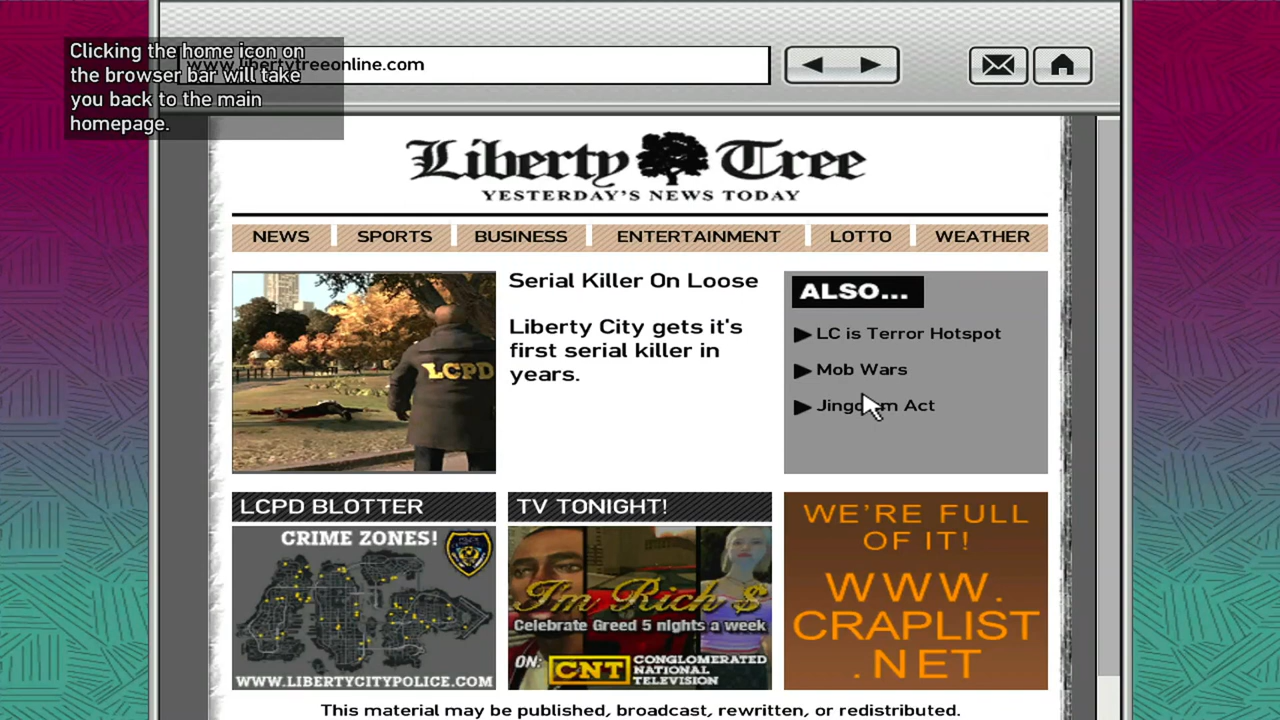 Clicking the home icon on
the browser bar will take
you back to the main
homepage.
www.libertytreeonline.com
Liberty Tree
YESTERDAY'S NEWS TODAY
NEWS SPORTS BUSINESS ENTERTAINMENT LOTTO WEATHER
Serial Killer On Loose
Liberty City gets it's
first serial killer in
years.
LCPD
ALSO...
LC is Terror Hotspot
Mob Wars
Act
LCPD BLOTTER
CRIME ZONES!
WWW.LIBERTYCITYPOLICE.COM
TV TONIGHT!
I'm Rich $
Celebrate Greed 5 nights a week
ON: CNT CONGLOMERATED
NATIONAL
TELEVISION
WE'RE FULL
OF IT!
WWW.
CRAPLIST
.NET
This material may be published, broadcast, rewritten, or redistributed.